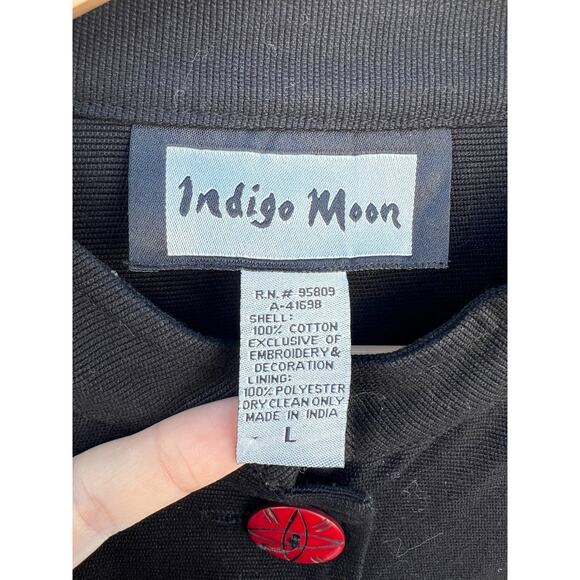 Indigo Moon
R.N.# 95809
A-4169B
SHELL:
100% COTTON
EXCLUSIVE OF
EMBROIDERY &
DECORATION
LINING:
100% POLYESTER
DRY CLEAN ONLY
MADE IN INDIA
L